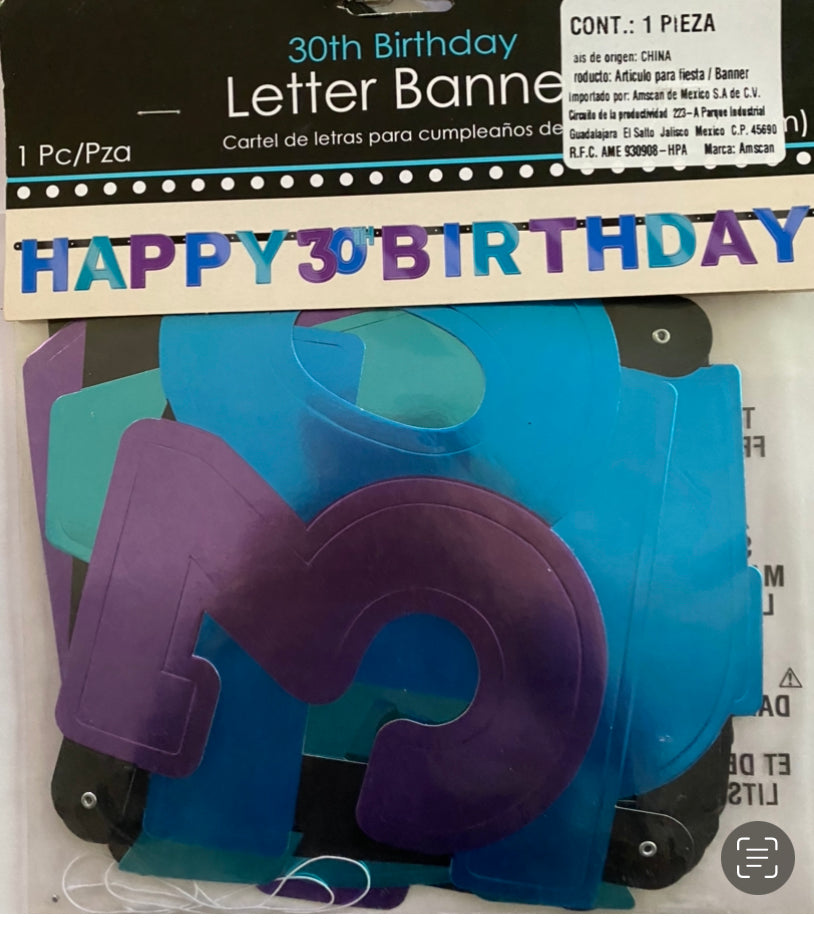 30th Birthday
Letter Banne
Cartel de letras para cumpleaños de
1 Pc/Pza
m)
CONT.: 1 PIEZA
ais de origen: CHINA
roducto: Articulo para fiesta / Banner
Importado por: Amscan de Mexico S.A de C.V.
Circuito de la productividad 223-A Parque Industrial
Guadalajara El Salto Jalisco Mexico C.P. 45690
R.F.C. AME 930908-HPA Marca: Amscan
HAPPY 30TH BIRTHDAY